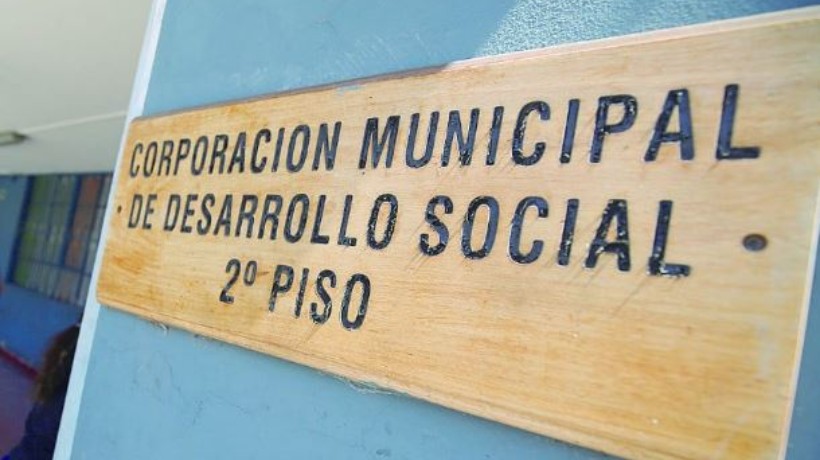 CORPORACION MUNICIPAL
DE DESARROLLO SOCIAL
2º PISO